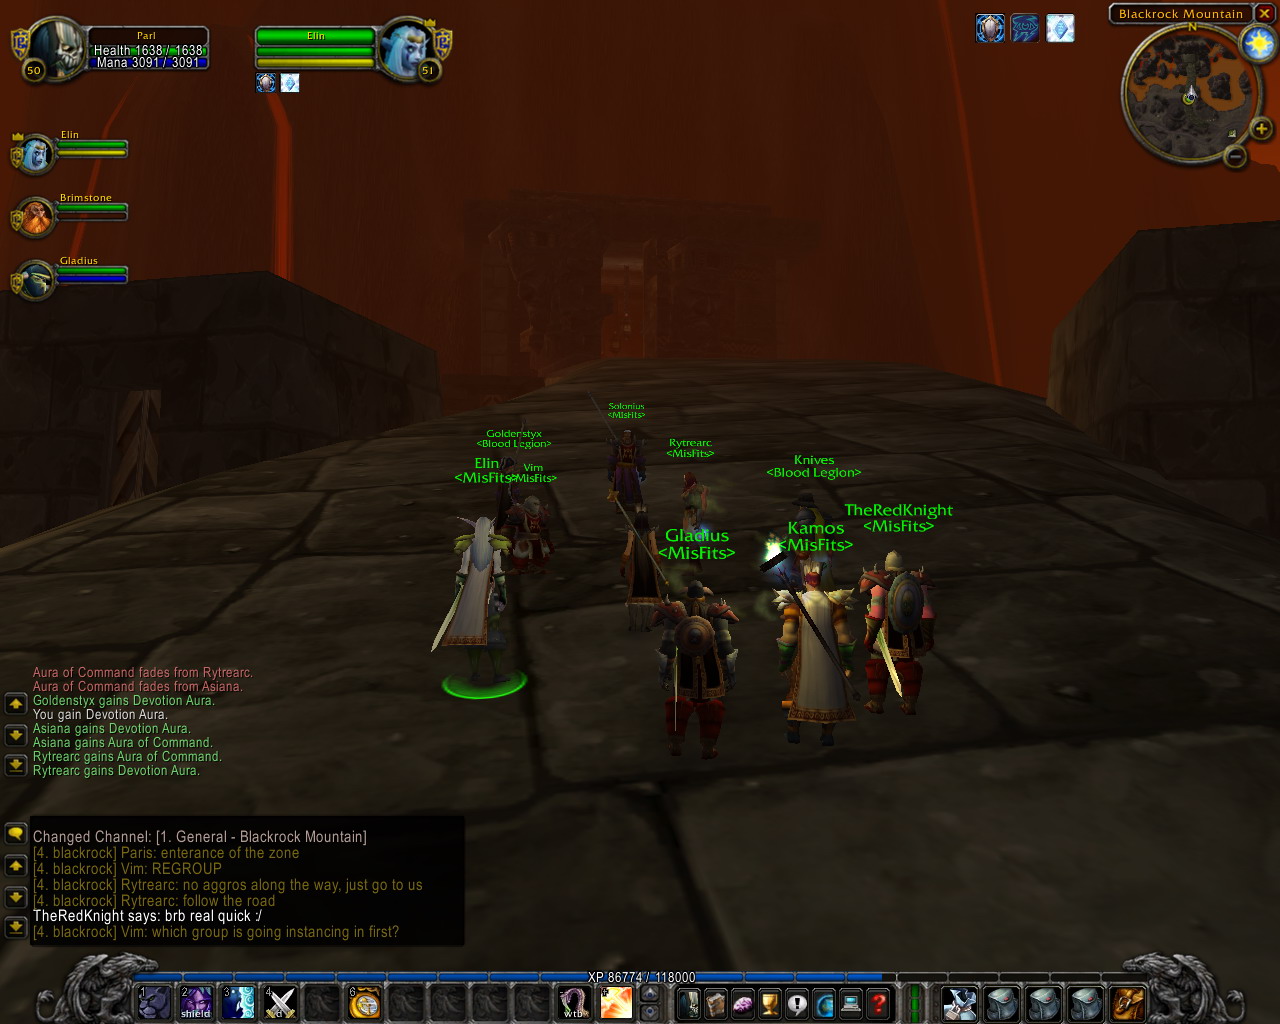 Parl
Health 1638 / 1638
Mana 3091 / 3091
50
Elin
51
Blackrock Mountain
N
Elin
Brimstone
Gladius
Solonius
<MisFits>
Goldenstyx
<Blood Legion>
Rytrearc
<MisFits>
Elin
<MisFits>
Vim
<MisFits>
Knives
<Blood Legion>
TheRedKnight
<MisFits>
Gladius
<MisFits>
Kamos
<MisFits>
Aura of Command fades from Rytrearc.
Aura of Command fades from Asiana.
Goldenstyx gains Devotion Aura.
You gain Devotion Aura.
Asiana gains Devotion Aura.
Asiana gains Aura of Command.
Rytrearc gains Aura of Command.
Rytrearc gains Devotion Aura.
Changed Channel: [1. General - Blackrock Mountain]
[4. blackrock] Paris: enterance of the zone
[4. blackrock] Vim: REGROUP
[4. blackrock] Rytrearc: no aggros along the way, just go to us
[4. blackrock] Rytrearc: follow the road
TheRedKnight says: brb real quick :/
[4. blackrock] Vim: which group is going instancing in first?
XP 86774 / 118000
1
2
shield
3
4
d
6
wtb